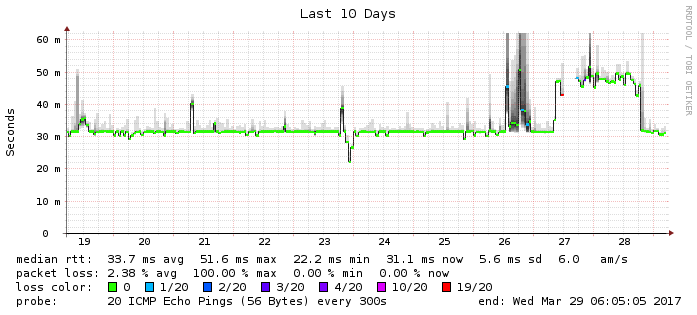 Last 10 Days
RRDTOOL / TOBI OETIKER
Seconds
60 m
50 m
40 m
30 m
20 m
10 m
0
19 20 21 22 23 24 25 26 27 28
median rtt: 33.7 ms avg 51.6 ms max 22.2 ms min 31.1 ms now 5.6 ms sd 6.0 am/s
packet loss: 2.38 % avg 100.00 % max 0.00 % min 0.00 % now
loss color: 0 1/20 2/20 3/20 4/20 10/20 19/20
probe: 20 ICMP Echo Pings (56 Bytes) every 300s end: Wed Mar 29 06:05:05 2017